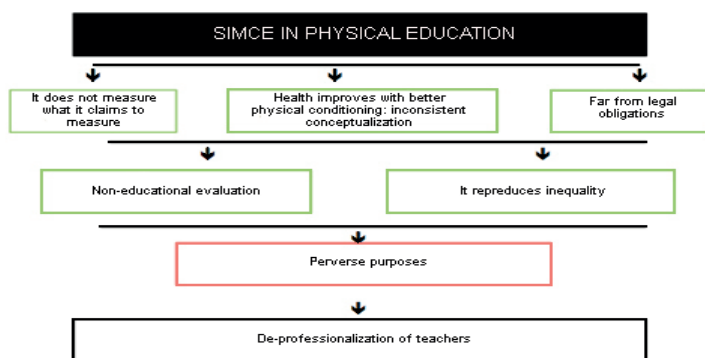 SIMCE IN PHYSICAL EDUCATION
It does not measure
what it claims to
measure
Health improves with better
physical conditioning: inconsistent
conceptualization
Far from legal
obligations
Non-educational evaluation
It reproduces inequality
Perverse purposes
De-professionalization of teachers